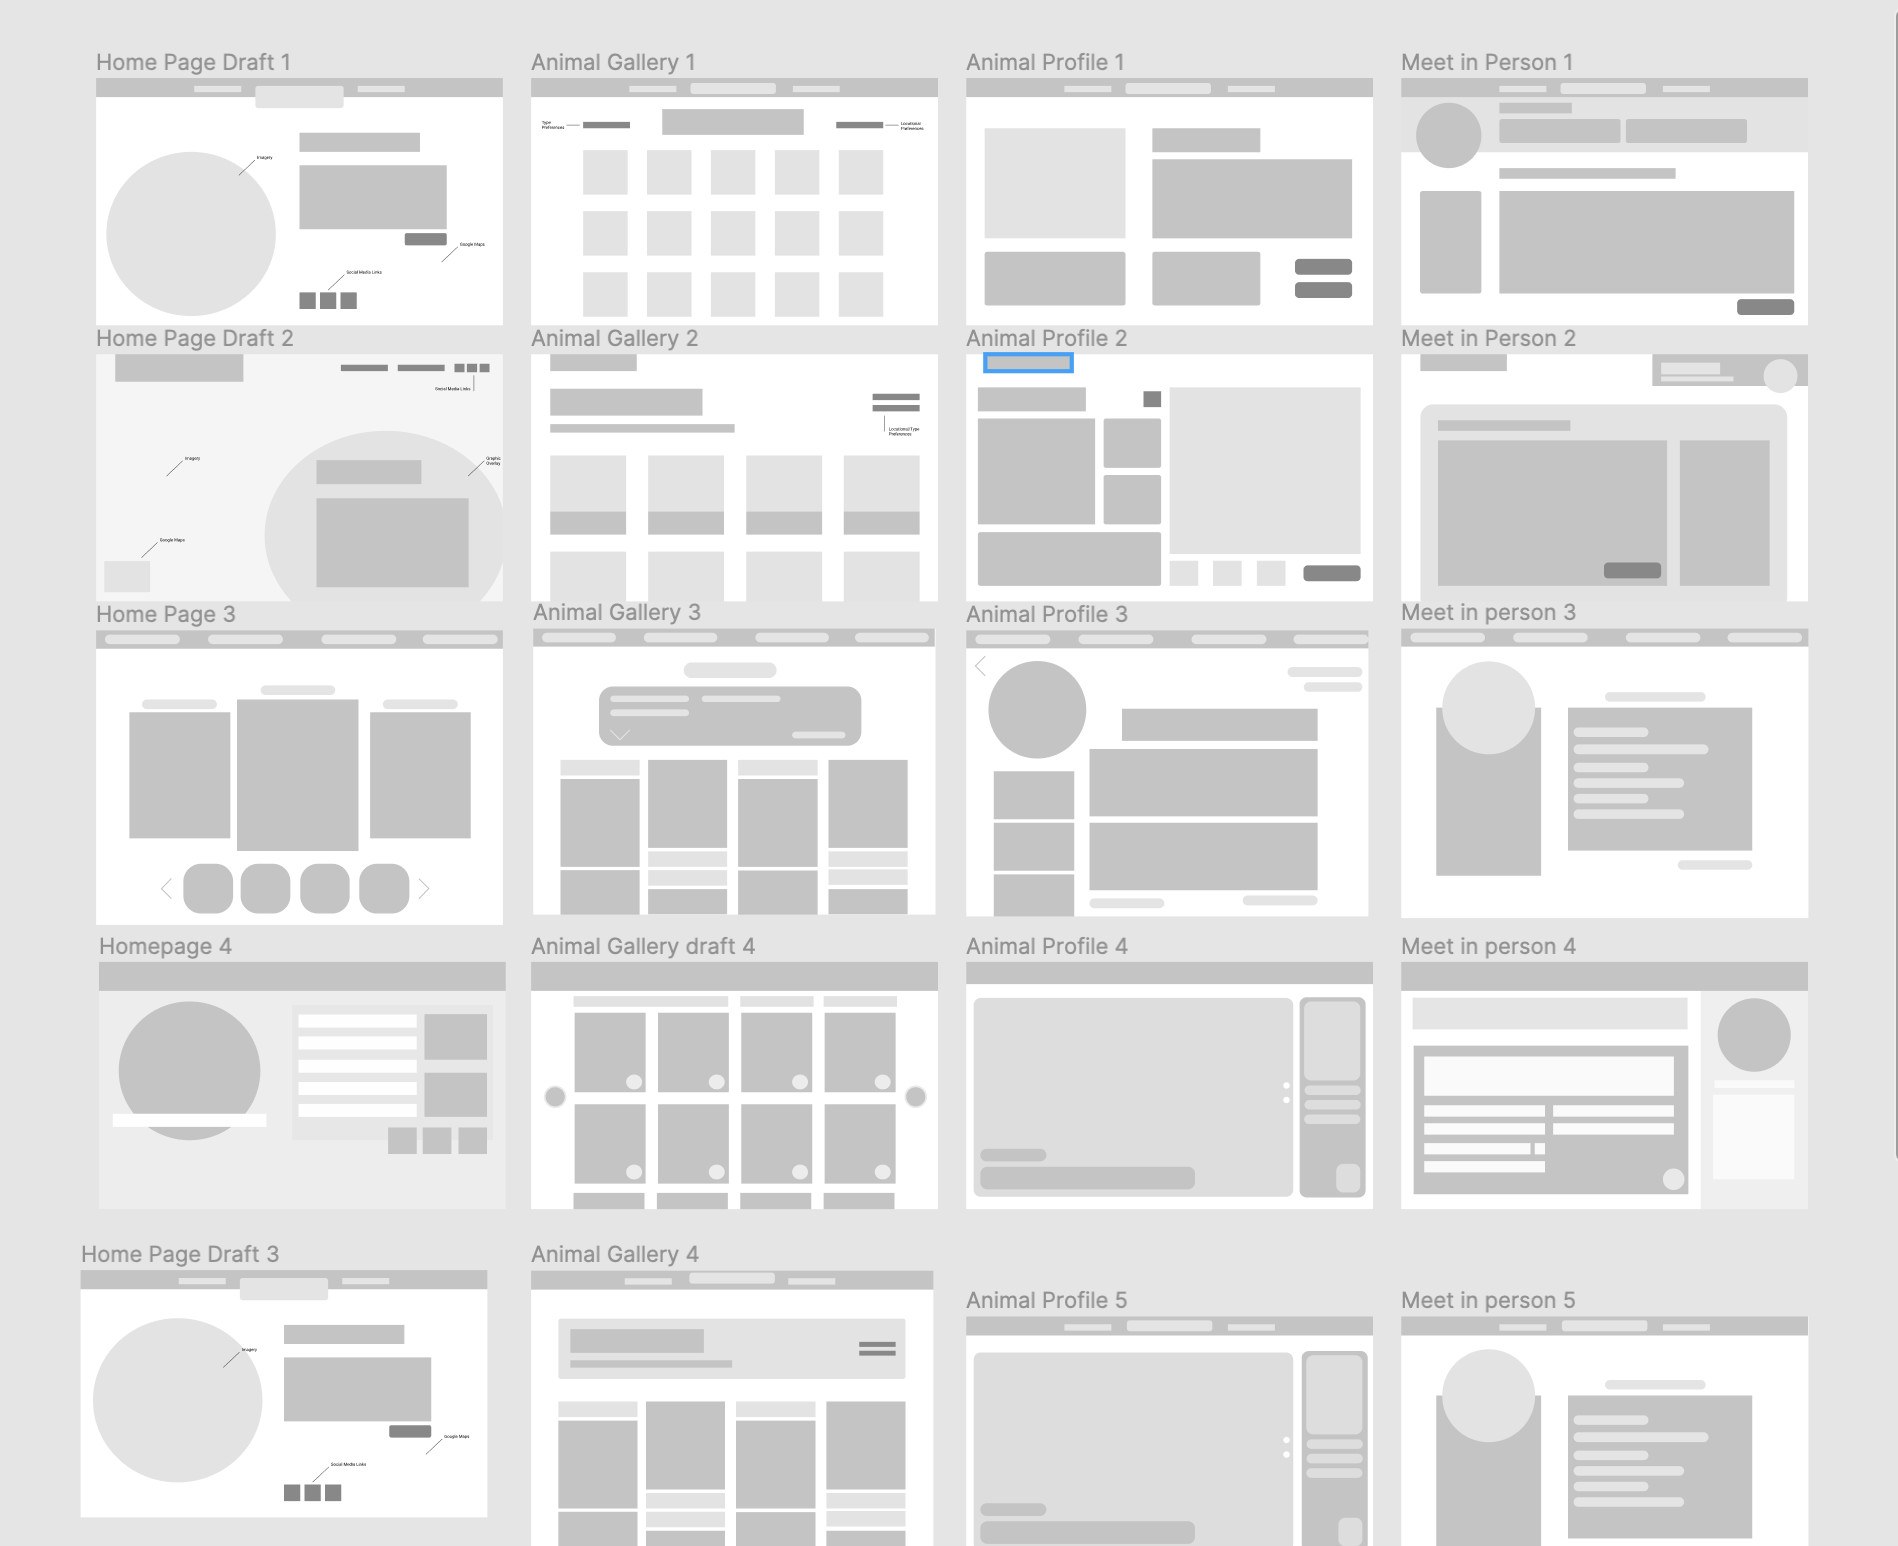 Home Page Draft 1
Animal Gallery 1
Animal Profile 1
Meet in Person 1
Imagery
Google Maps
Social Media Links
Type
Preferences
Locational
Preferences
Home Page Draft 2
Animal Gallery 2
Animal Profile 2
Meet in Person 2
Social Media Links
Imagery
Graphic
Overlay
Google Maps
Locational Type
Preferences
Home Page 3
Animal Gallery 3
Animal Profile 3
Meet in person 3
Homepage 4
Animal Gallery draft 4
Animal Profile 4
Meet in person 4
Home Page Draft 3
Animal Gallery 4
Animal Profile 5
Meet in person 5
Imagery
Google Maps
Social Media Links